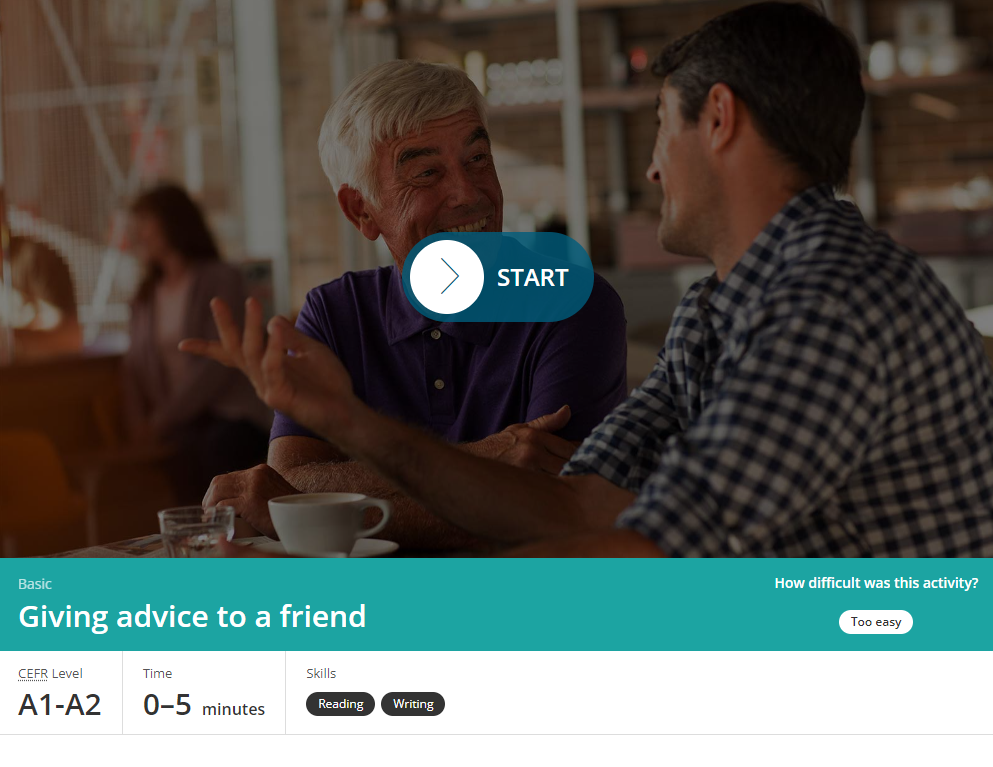 START
Basic
Giving advice to a friend
How difficult was this activity?
Too easy
CEFR Level
A1-A2
Time
0–5 minutes
Skills
Reading Writing